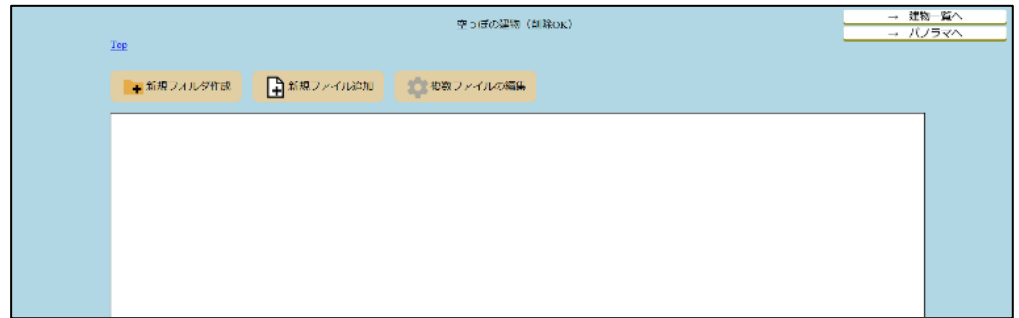 空っぽの建物（削除OK）
→ 建物一覧へ
→ パノラマへ
Top
新規フォルダ作成
新規ファイル追加
複数ファイルの編集